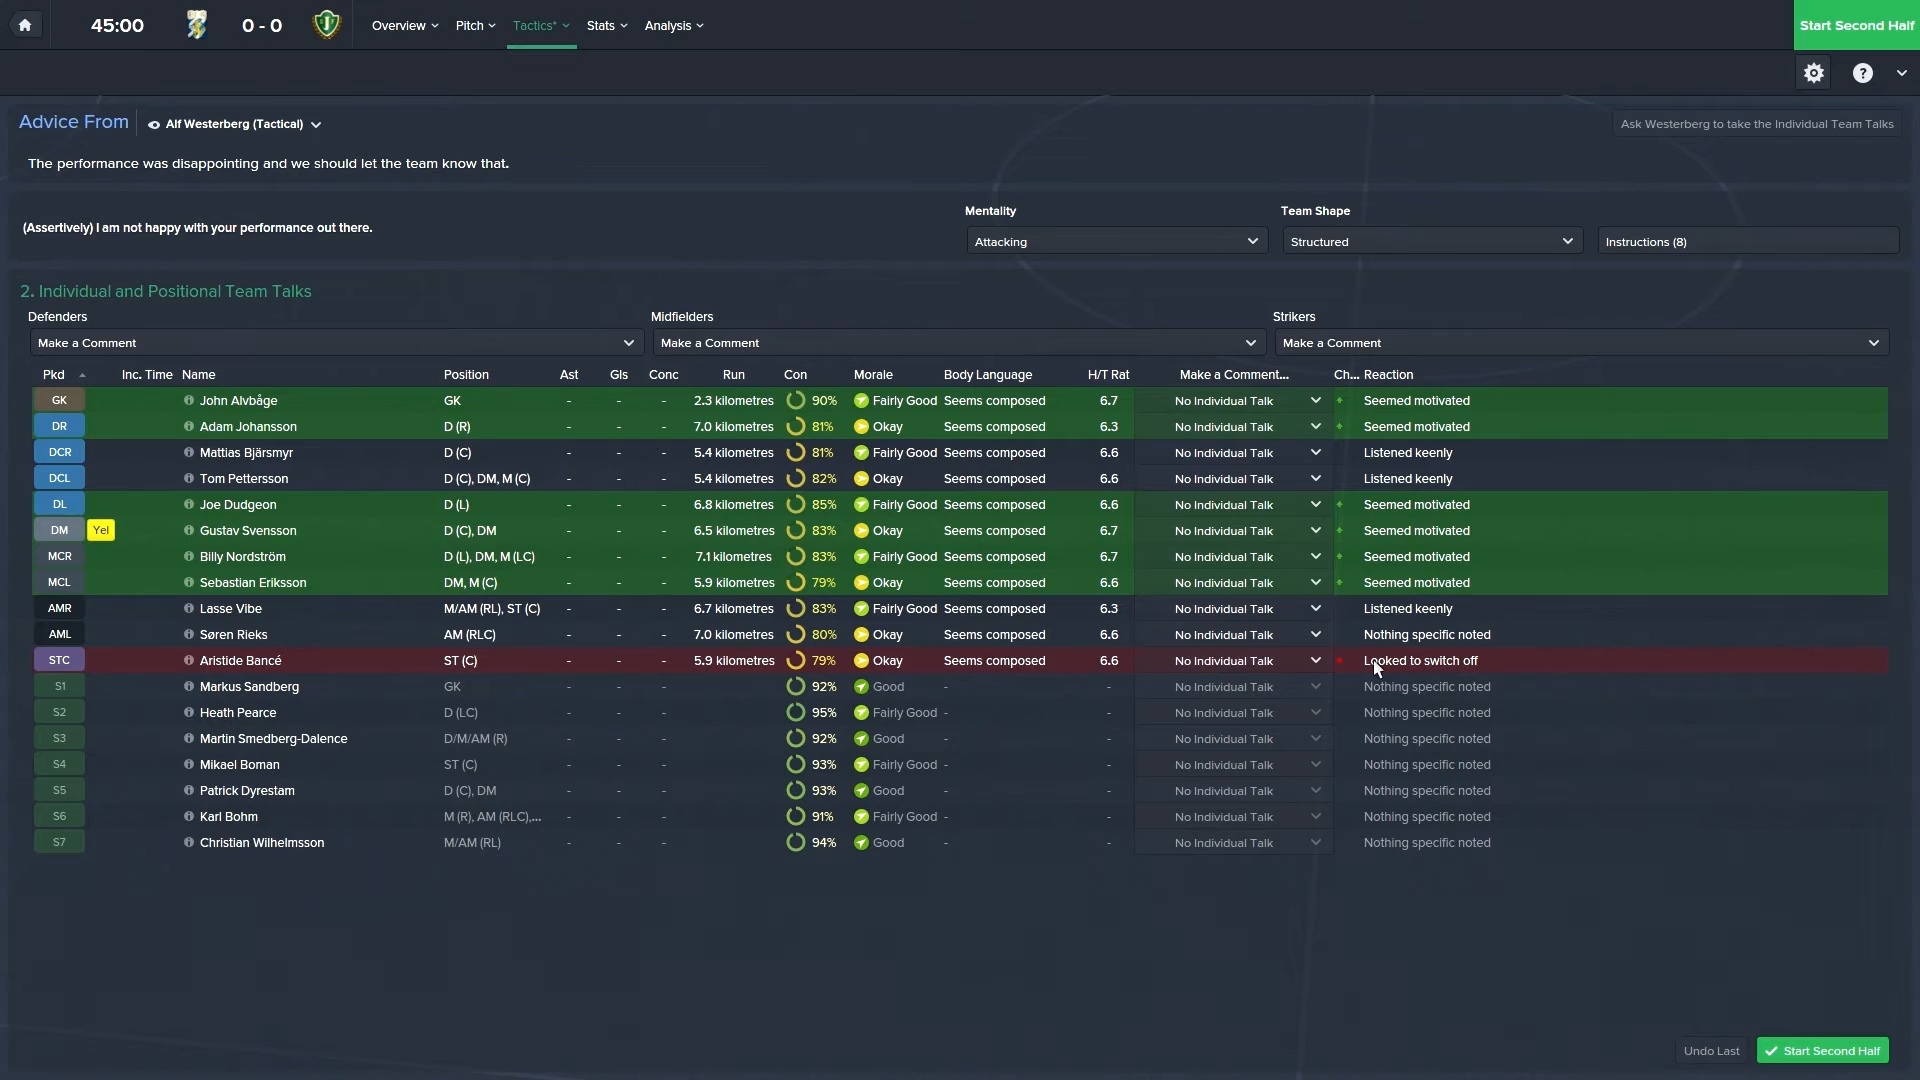 45:00 0 - 0 Overview Pitch Tactics* Stats Analysis Start Second Half
Advice From Alf Westerberg (Tactical) Ask Westerberg to take the Individual Team Talks
The performance was disappointing and we should let the team know that.
Mentality Team Shape
(Assertively) I am not happy with your performance out there.
Attacking Structured Instructions (8)
2. Individual and Positional Team Talks
Defenders Midfielders Strikers
Make a Comment Make a Comment Make a Comment
Pkd Inc. Time Name Position Ast Gls Conc Run Con Morale Body Language H/T Rat Make a Comment... Ch... Reaction
GK John Alvbåge GK - - - 2.3 kilometres 90% Fairly Good Seems composed 6.7 No Individual Talk Seemed motivated
DR Adam Johansson D (R) - - - 7.0 kilometres 81% Okay Seems composed 6.3 No Individual Talk Seemed motivated
DCR Mattias Bjärsmyr D (C) - - - 5.4 kilometres 81% Fairly Good Seems composed 6.6 No Individual Talk Listened keenly
DCL Tom Pettersson D (C), DM, M (C) - - - 5.4 kilometres 82% Okay Seems composed 6.6 No Individual Talk Listened keenly
DL Joe Dudgeon D (L) - - - 6.8 kilometres 85% Fairly Good Seems composed 6.6 No Individual Talk Seemed motivated
DM Yel Gustav Svensson D (C), DM - - - 6.5 kilometres 83% Okay Seems composed 6.7 No Individual Talk Seemed motivated
MCR Billy Nordström D (L), DM, M (LC) - - - 7.1 kilometres 83% Fairly Good Seems composed 6.7 No Individual Talk Seemed motivated
MCL Sebastian Eriksson DM, M (C) - - - 5.9 kilometres 79% Okay Seems composed 6.6 No Individual Talk Seemed motivated
AMR Lasse Vibe M/AM (RL), ST (C) - - - 6.7 kilometres 83% Fairly Good Seems composed 6.3 No Individual Talk Listened keenly
AML Søren Rieks AM (RLC) - - - 7.0 kilometres 80% Okay Seems composed 6.6 No Individual Talk Nothing specific noted
STC Aristide Bancé ST (C) - - - 5.9 kilometres 79% Okay Seems composed 6.6 No Individual Talk Looked to switch off
S1 Markus Sandberg GK - - - 92% Good - - No Individual Talk Nothing specific noted
S2 Heath Pearce D (LC) - - - 95% Fairly Good - - No Individual Talk Nothing specific noted
S3 Martin Smedberg-Dalence D/M/AM (R) - - - 92% Good - - No Individual Talk Nothing specific noted
S4 Mikael Boman ST (C) - - - 93% Fairly Good - - No Individual Talk Nothing specific noted
S5 Patrick Dyrestam D (C), DM - - - 93% Good - - No Individual Talk Nothing specific noted
S6 Karl Bohm M (R), AM (RLC),... - - - 91% Fairly Good - - No Individual Talk Nothing specific noted
S7 Christian Wilhelmsson M/AM (RL) - - - 94% Good - - No Individual Talk Nothing specific noted
Undo Last Start Second Half